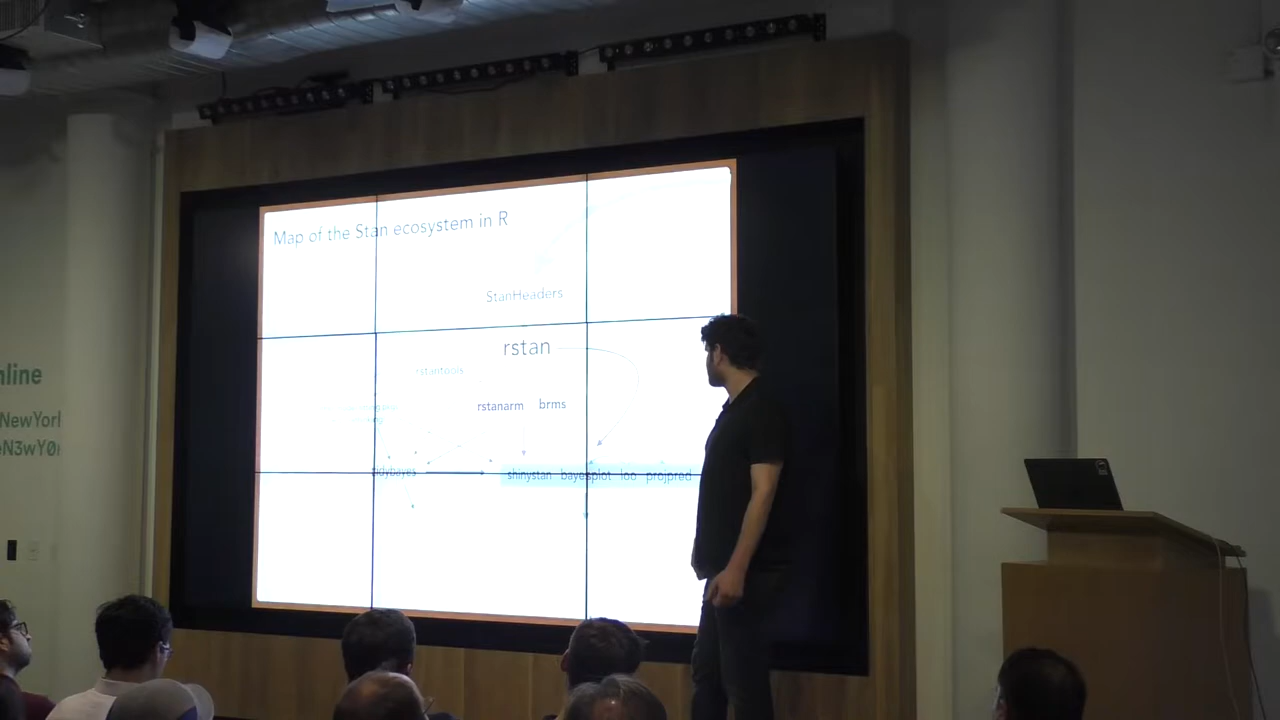 Map of the Stan ecosystem in R
StanHeaders
rstan
rstantools
rstanarm brms
tidybayes
shinystan bayesplot loo projpred
nline
NewYork